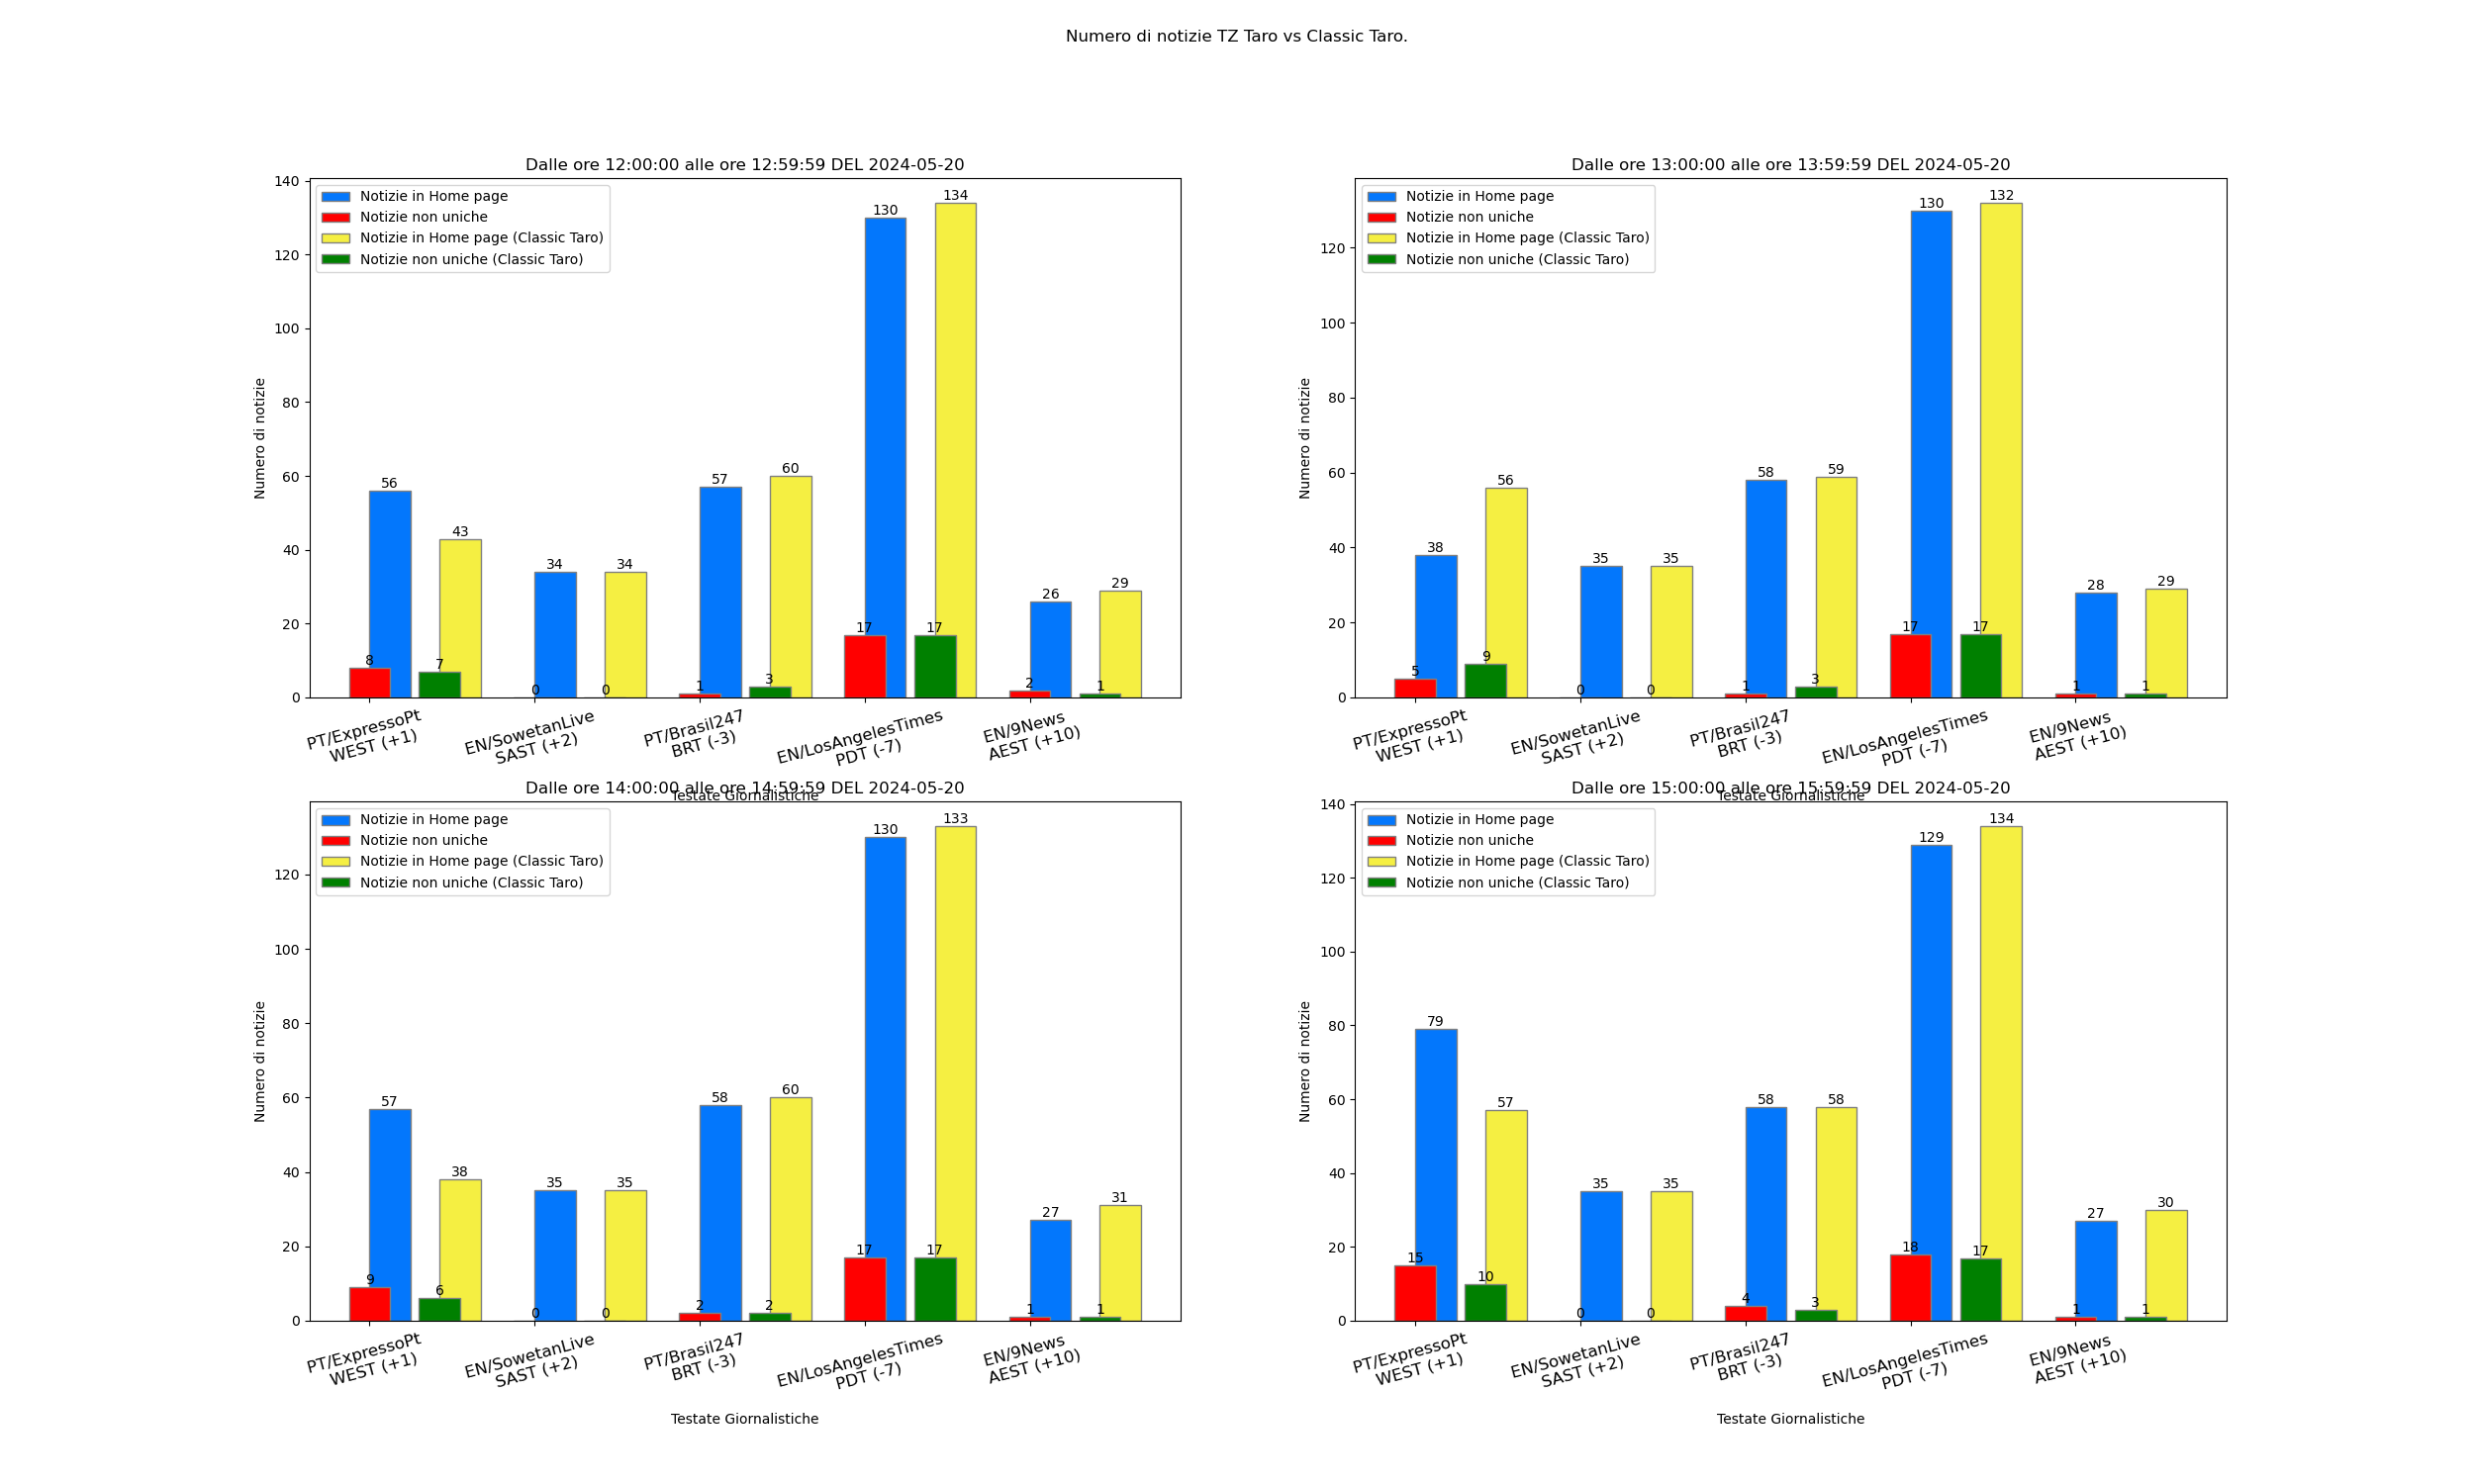 Numero di notizie TZ Taro vs Classic Taro.
Dalle ore 12:00:00 alle ore 12:59:59 DEL 2024-05-20
Notizie in Home page
Notizie non uniche
Notizie in Home page (Classic Taro)
Notizie non uniche (Classic Taro)
Numero di notizie
140
120
100
80
60
40
20
0
8
56
7
43
0
34
0
34
1
57
3
60
17
130
17
134
2
26
1
29
PT/ExpressoPt
WEST (+1)
EN/SowetanLive
SAST (+2)
PT/Brasil247
BRT (-3)
EN/LosAngelesTimes
PDT (-7)
EN/9News
AEST (+10)
Testate Giornalistiche
Dalle ore 13:00:00 alle ore 13:59:59 DEL 2024-05-20
Notizie in Home page
Notizie non uniche
Notizie in Home page (Classic Taro)
Notizie non uniche (Classic Taro)
Numero di notizie
120
100
80
60
40
20
0
5
38
9
56
0
35
0
35
1
58
3
59
17
130
17
132
1
28
1
29
PT/ExpressoPt
WEST (+1)
EN/SowetanLive
SAST (+2)
PT/Brasil247
BRT (-3)
EN/LosAngelesTimes
PDT (-7)
EN/9News
AEST (+10)
Testate Giornalistiche
Dalle ore 14:00:00 alle ore 14:59:59 DEL 2024-05-20
Notizie in Home page
Notizie non uniche
Notizie in Home page (Classic Taro)
Notizie non uniche (Classic Taro)
Numero di notizie
120
100
80
60
40
20
0
9
57
6
38
0
35
0
35
2
58
2
60
17
130
17
133
1
27
1
31
PT/ExpressoPt
WEST (+1)
EN/SowetanLive
SAST (+2)
PT/Brasil247
BRT (-3)
EN/LosAngelesTimes
PDT (-7)
EN/9News
AEST (+10)
Testate Giornalistiche
Dalle ore 15:00:00 alle ore 15:59:59 DEL 2024-05-20
Notizie in Home page
Notizie non uniche
Notizie in Home page (Classic Taro)
Notizie non uniche (Classic Taro)
Numero di notizie
140
120
100
80
60
40
20
0
15
79
10
57
0
35
0
35
4
58
3
58
18
129
17
134
1
27
1
30
PT/ExpressoPt
WEST (+1)
EN/SowetanLive
SAST (+2)
PT/Brasil247
BRT (-3)
EN/LosAngelesTimes
PDT (-7)
EN/9News
AEST (+10)
Testate Giornalistiche